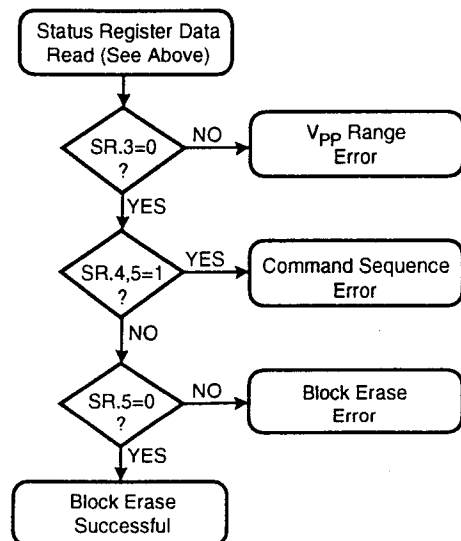 Status Register Data
Read (See Above)
SR.3=0
?
NO
VPP Range
Error
YES
SR.4,5=1
?
YES
Command Sequence
Error
NO
SR.5=0
?
NO
Block Erase
Error
YES
Block Erase
Successful